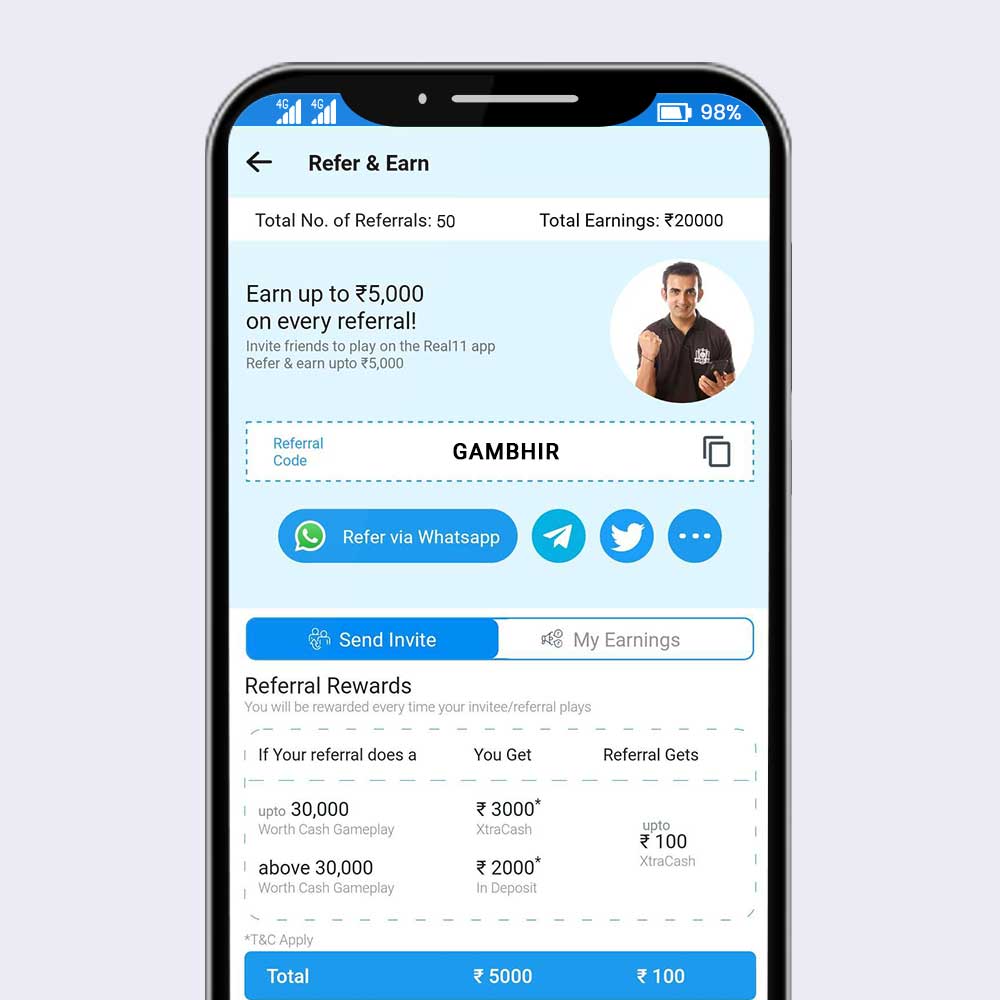 4G 4G 98%
Refer & Earn
Total No. of Referrals: 50 Total Earnings: ₹20000
Earn up to ₹5,000
on every referral!
Invite friends to play on the Real11 app
Refer & earn upto ₹5,000
Referral
Code
GAMBHIR
Refer via Whatsapp
Send Invite My Earnings
Referral Rewards
You will be rewarded every time your invitee/referral plays
If Your referral does a You Get Referral Gets
upto 30,000 ₹ 3000*
Worth Cash Gameplay XtraCash
upto
₹ 100
XtraCash
above 30,000 ₹ 2000*
Worth Cash Gameplay In Deposit
*T&C Apply
Total ₹ 5000 ₹ 100